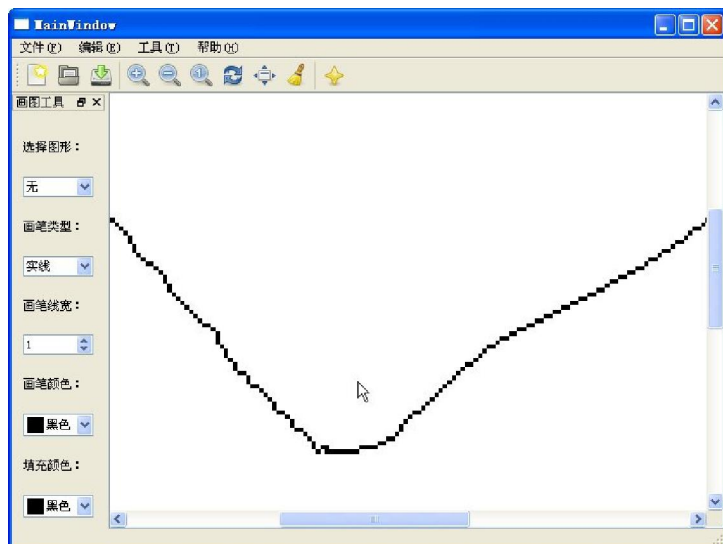 MainWindow
文件(F) 编辑(E) 工具(T) 帮助(H)
画图工具
选择图形：
无
画笔类型：
实线
画笔线宽：
1
画笔颜色：
黑色
填充颜色：
黑色